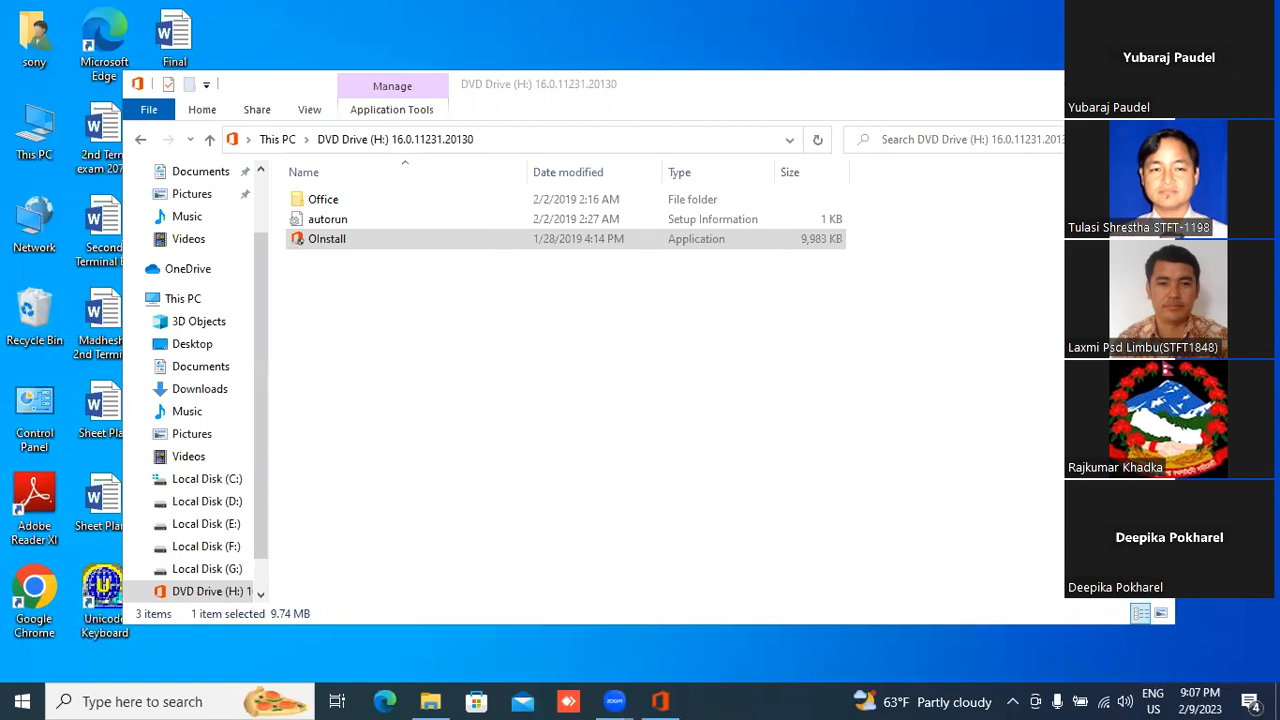 sony
Microsoft
Edge
Final
Manage
DVD Drive (H:) 16.0.11231.20130
File
Home
Share
View
Application Tools
This PC
DVD Drive (H:) 16.0.11231.20130
Search DVD Drive (H:) 16.0.11231.2013
This PC
2nd Term
exam 207
Network
Second
Terminal E
Recycle Bin
Madhesh
2nd Termi
Control
Panel
Sheet Pla
Adobe
Reader XI
Sheet Pla
Google
Chrome
Unicod
Keyboard
Documents
Pictures
Music
Videos
OneDrive
This PC
3D Objects
Desktop
Documents
Downloads
Music
Pictures
Videos
Local Disk (C:)
Local Disk (D:)
Local Disk (E:)
Local Disk (F:)
Local Disk (G:)
DVD Drive (H:) 1
Name Date modified Type Size
Office 2/2/2019 2:16 AM File folder
autorun 2/2/2019 2:27 AM Setup Information 1 KB
OInstall 1/28/2019 4:14 PM Application 9,983 KB
3 items 1 item selected 9.74 MB
Yubaraj Paudel
Yubaraj Paudel
Tulasi Shrestha STFT-1198
Laxmi Psd Limbu(STFT1848)
Rajkumar Khadka
Deepika Pokharel
Deepika Pokharel
Type here to search
zoom
63°F Partly cloudy
ENG
US
9:07 PM
2/9/2023
4